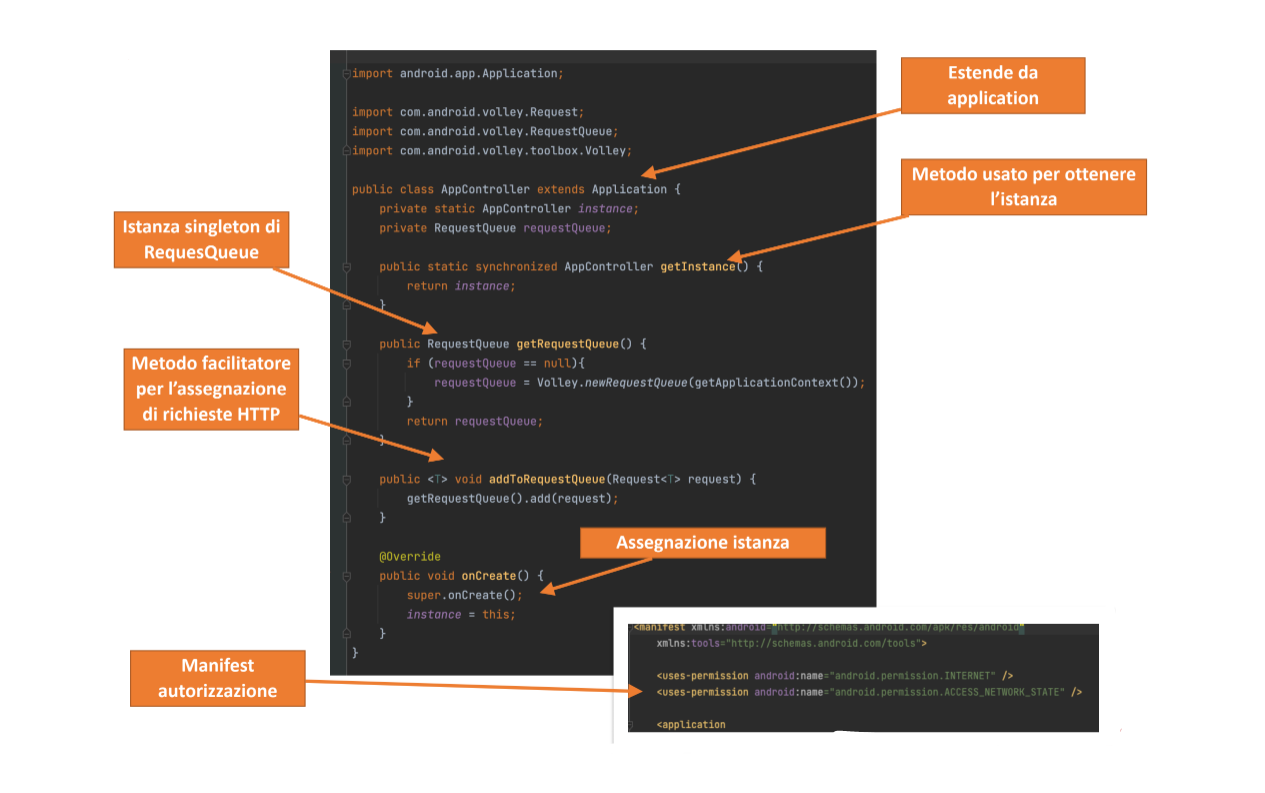 import android.app.Application;
import com.android.volley.Request;
import com.android.volley.RequestQueue;
import com.android.volley.toolbox.Volley;
public class AppController extends Application {
private static AppController instance;
private RequestQueue requestQueue;
public static synchronized AppController getInstance() {
return instance;
}
public RequestQueue getRequestQueue() {
if (requestQueue == null){
requestQueue = Volley.newRequestQueue(getApplicationContext());
}
return requestQueue;
}
public <T> void addToRequestQueue(Request<T> request) {
getRequestQueue().add(request);
}
@Override
public void onCreate() {
super.onCreate();
instance = this;
}
}
Estende da
application
Metodo usato per ottenere
l'istanza
Istanza singleton di
RequesQueue
Metodo facilitatore
per l'assegnazione
di richieste HTTP
Assegnazione istanza
Manifest
autorizzazione
<manifest xmlns:android="http://schemas.android.com/apk/res/android"
xmlns:tools="http://schemas.android.com/tools">
<uses-permission android:name="android.permission.INTERNET" />
<uses-permission android:name="android.permission.ACCESS_NETWORK_STATE" />
<application